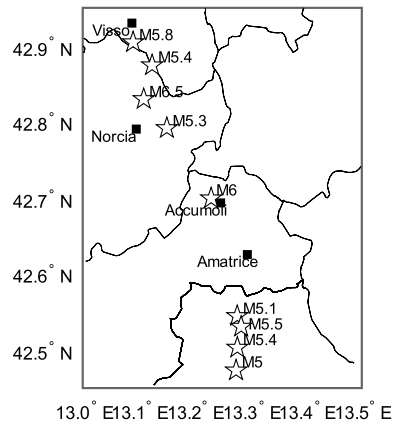 Visso
M5.8
42.9° N
M5.4
M6.5
42.8° N
M5.3
Norcia
42.7° N
M6
Accumoli
Amatrice
42.6° N
M5.1
M5.5
M5.4
42.5° N
M5
13.0° E13.1° E13.2° E13.3° E13.4° E13.5° E